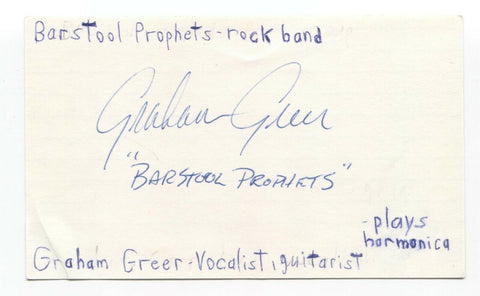 Barstool Prophets-rock band
Graham Greer
"BARSTOOL PROPHETS"
-plays
harmonica
Graham Greer-Vocalist, guitarist